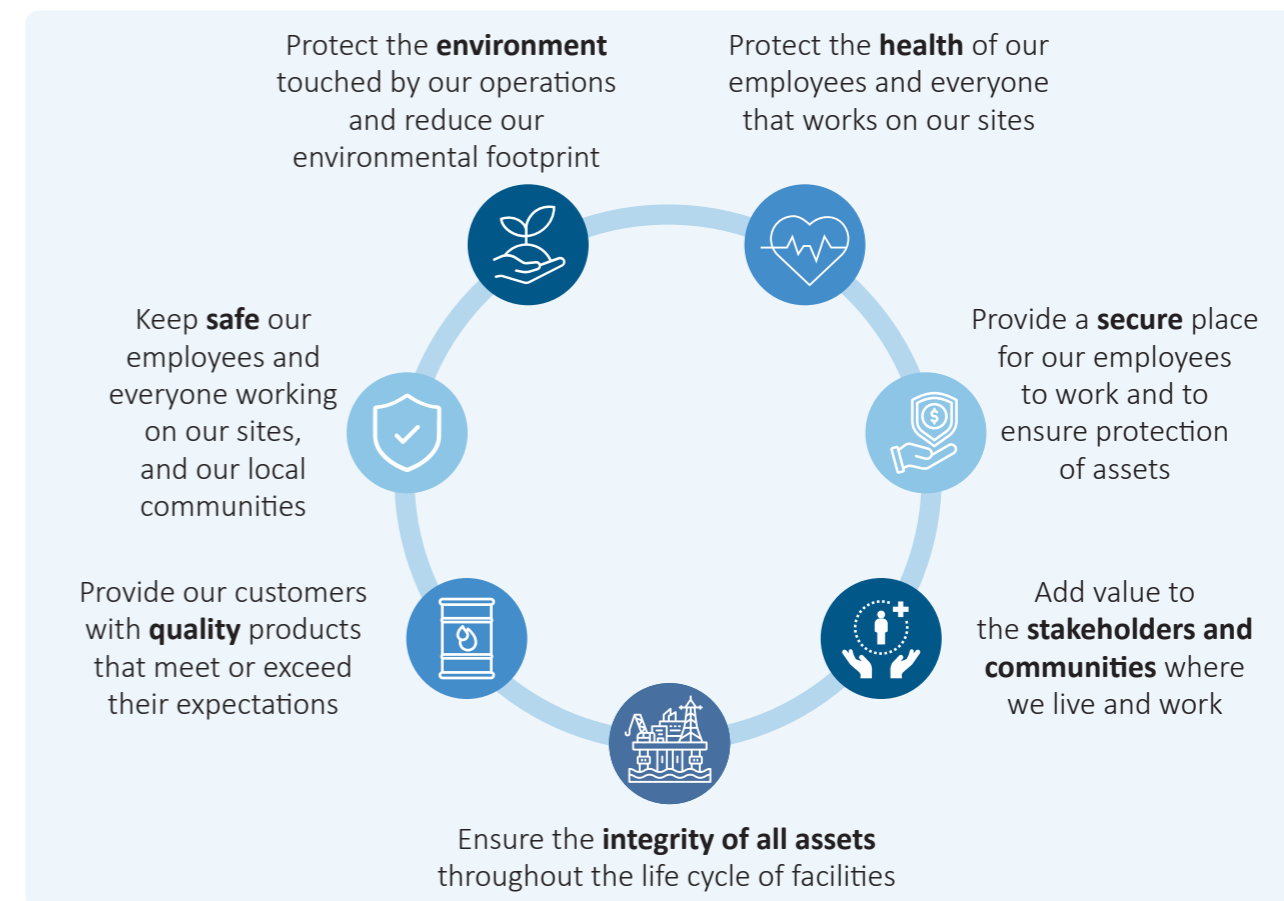 Protect the environment
touched by our operations
and reduce our
environmental footprint
Protect the health of our
employees and everyone
that works on our sites
Keep safe our
employees and
everyone working
on our sites,
and our local
communities
Provide a secure place
for our employees
to work and to
ensure protection
of assets
$
Provide our customers
with quality products
that meet or exceed
their expectations
Add value to
the stakeholders and
communities where
we live and work
Ensure the integrity of all assets
throughout the life cycle of facilities